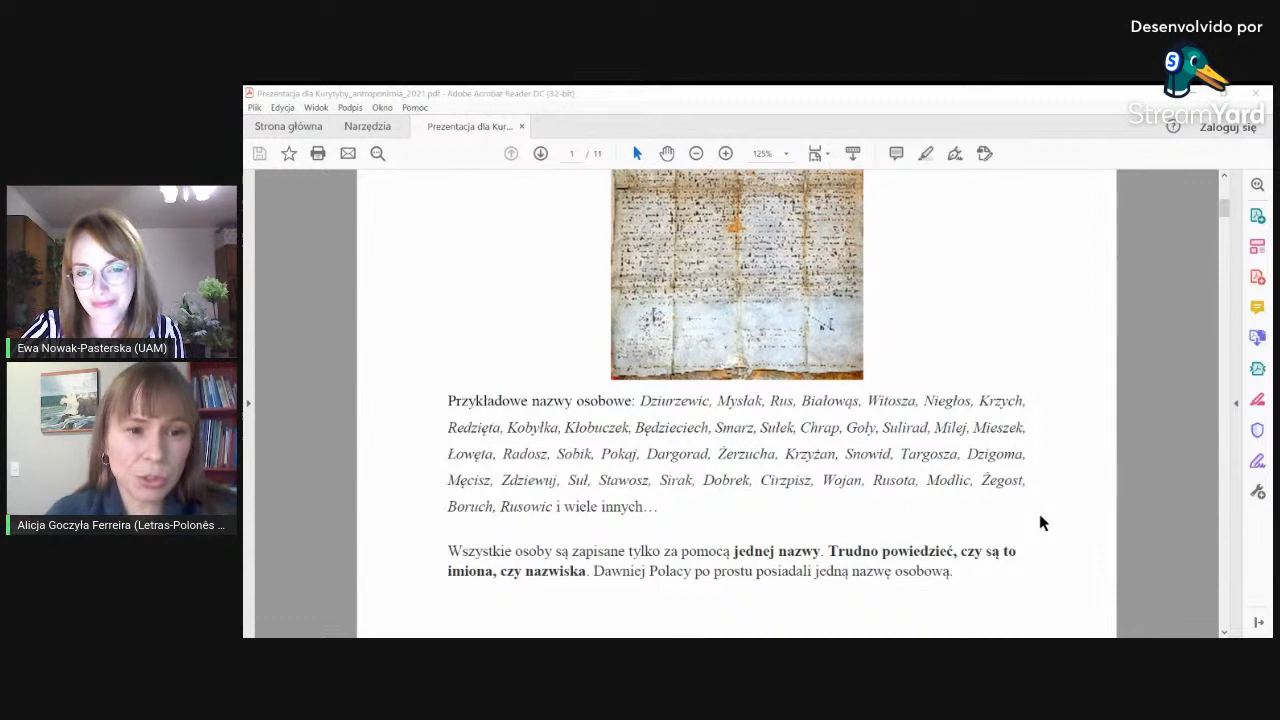 Desenvolvido por
StreamYard
Prezentacja dla Kurytyby_antroponimia_2021.pdf - Adobe Acrobat Reader DC (32-bit)
Plik Edycja Widok Podpis Okno Pomoc
Strona główna Narzędzia Prezentacja dla Kur... × Zaloguj się
1 / 11 125%
Przykładowe nazwy osobowe: Dziurzewic, Mysłak, Rus, Białowąs, Witosza, Niegłos, Krzych,
Redzięta, Kobyłka, Kłobuczek, Będzieciech, Smarz, Sułek, Chrap, Goły, Sulirad, Milej, Mieszek,
Łowęta, Radosz, Sobik, Pokaj, Dargorad, Żerzucha, Krzyżan, Snowid, Targosza, Dzigoma,
Męcisz, Zdziewuj, Suł, Stawosz, Sirak, Dobrek, Cirzpisz, Wojan, Rusota, Modlic, Żegost,
Boruch, Rusowic i wiele innych…
Wszystkie osoby są zapisane tylko za pomocą jednej nazwy. Trudno powiedzieć, czy są to
imiona, czy nazwiska. Dawniej Polacy po prostu posiadali jedną nazwę osobową.
Ewa Nowak-Pasterska (UAM)
Alicja Goczyła Ferreira (Letras-Polonês ...